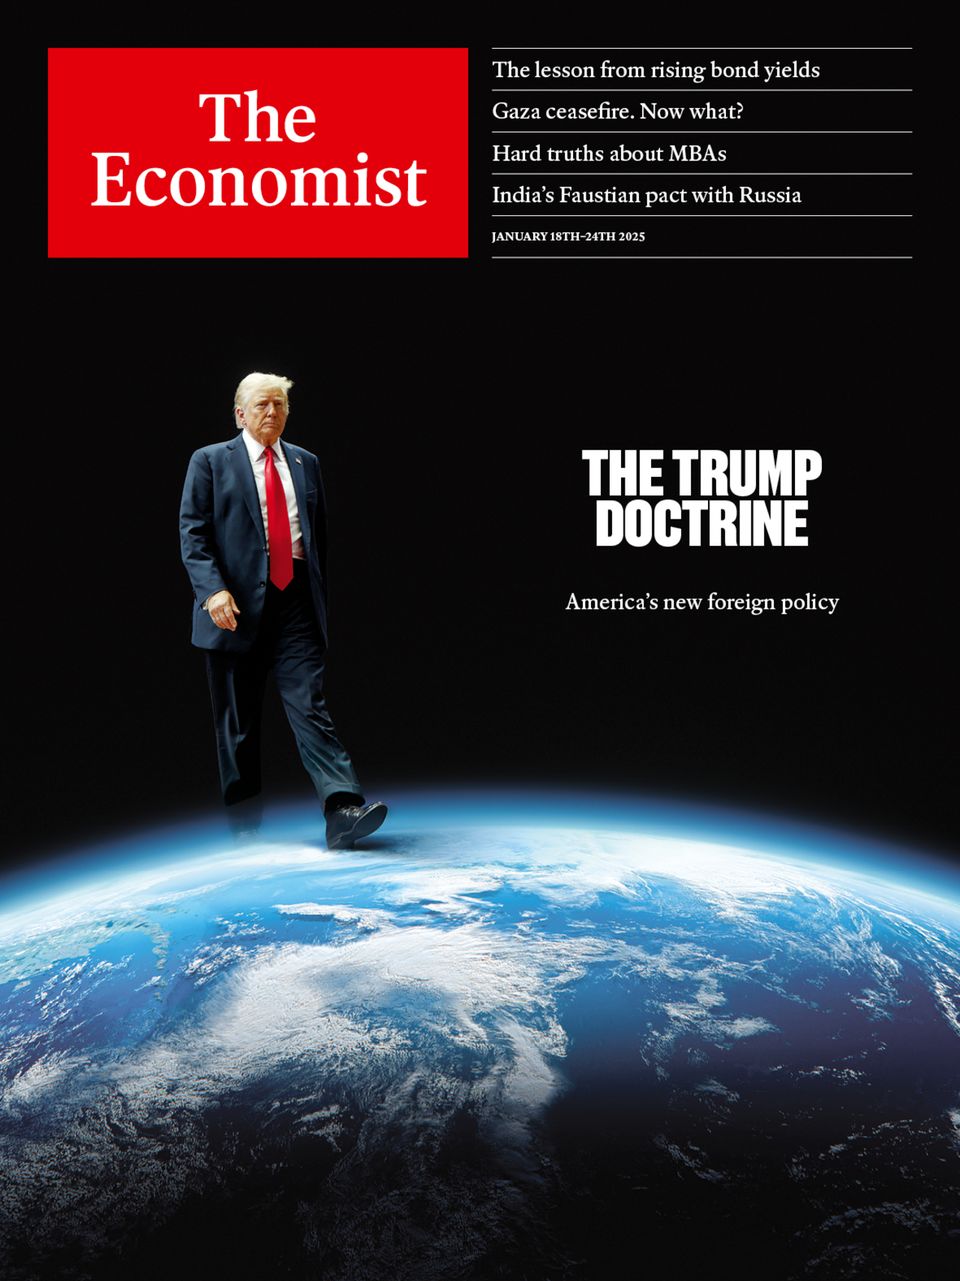 The
Economist
The lesson from rising bond yields
Gaza ceasefire. Now what?
Hard truths about MBAs
India’s Faustian pact with Russia
JANUARY 18TH–24TH 2025
THE TRUMP
DOCTRINE
America’s new foreign policy